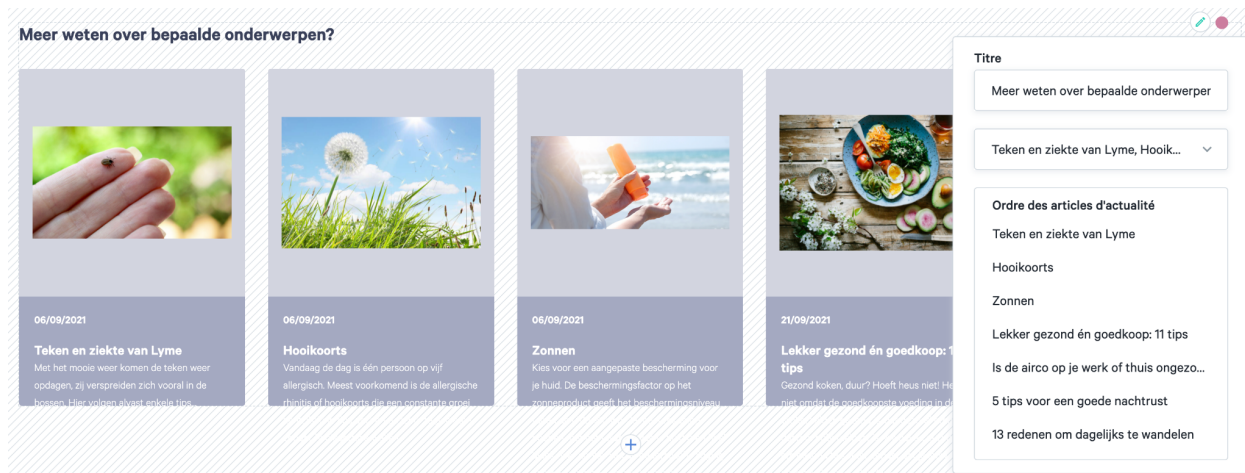 Meer weten over bepaalde onderwerpen?
06/09/2021
Teken en ziekte van Lyme
Met het mooie weer komen de teken weer
opdagen, zij verspreiden zich vooral in de
bossen. Hier volgen alvast enkele tips...
06/09/2021
Hooikoorts
Vandaag de dag is één persoon op vijf
allergisch. Meest voorkomend is de allergische
rhinitis of hooikoorts die een constante groei
06/09/2021
Zonnen
Kies voor een aangepaste bescherming voor
je huid. De beschermingsfactor op het
zonneproduct geeft het beschermingsniveau
21/09/2021
Lekker gezond én goedkoop: 1
tips
Gezond koken, duur? Hoeft heus niet! He
niet omdat de goedkoopste voeding in d
Titre
Meer weten over bepaalde onderwerper
Teken en ziekte van Lyme, Hooik...
Ordre des articles d'actualité
Teken en ziekte van Lyme
Hooikoorts
Zonnen
Lekker gezond én goedkoop: 11 tips
Is de airco op je werk of thuis ongezo...
5 tips voor een goede nachtrust
13 redenen om dagelijks te wandelen